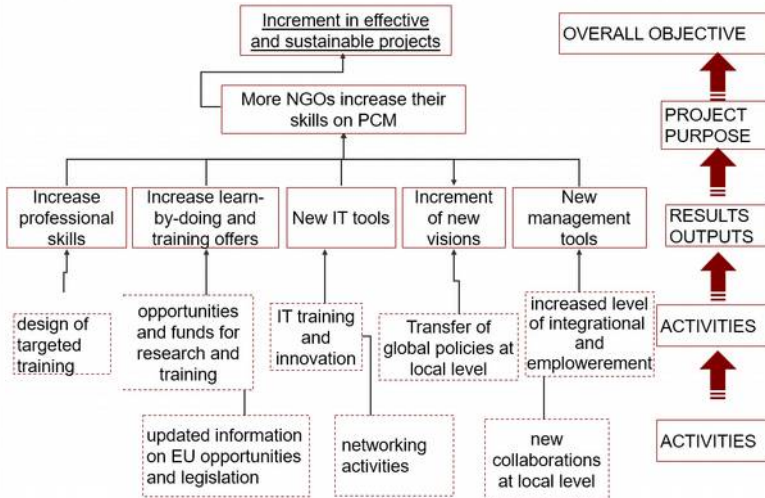 Increment in effective
and sustainable projects
OVERALL OBJECTIVE
More NGOs increase their
skills on PCM
PROJECT
PURPOSE
Increase
professional
skills
Increase learn-
by-doing and
training offers
New IT tools
Increment
of new
visions
New
management
tools
RESULTS
OUTPUTS
design of
targeted
training
opportunities
and funds for
research and
training
IT training
and
innovation
Transfer of
global policies at
local level
increased level
of integrational
and
emplowerement
ACTIVITIES
updated information
on EU opportunities
and legislation
networking
activities
new
collaborations
at local level
ACTIVITIES